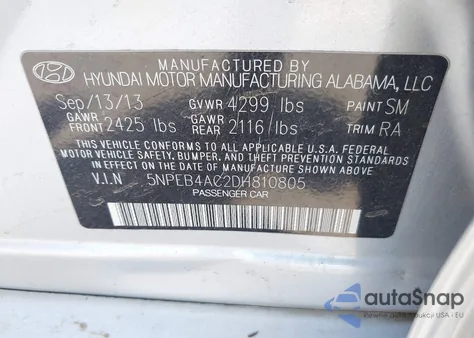 MANUFACTURED BY
HYUNDAI MOTOR MANUFACTURING ALABAMA, LLC
Sep/13/13 GVWR 4299 lbs PAINT SM
GAWR FRONT 2425 lbs GAWR REAR 2116 lbs TRIM RA
THIS VEHICLE CONFORMS TO ALL APPLICABLE U.S.A. FEDERAL
MOTOR VEHICLE SAFETY, BUMPER, AND THEFT PREVENTION
STANDARDS IN EFFECT ON THE DATE OF MANUFACTURE SHOWN ABOVE.
V.I.N 5NPEB4AC2DH810805
PASSENGER CAR
autoSnap